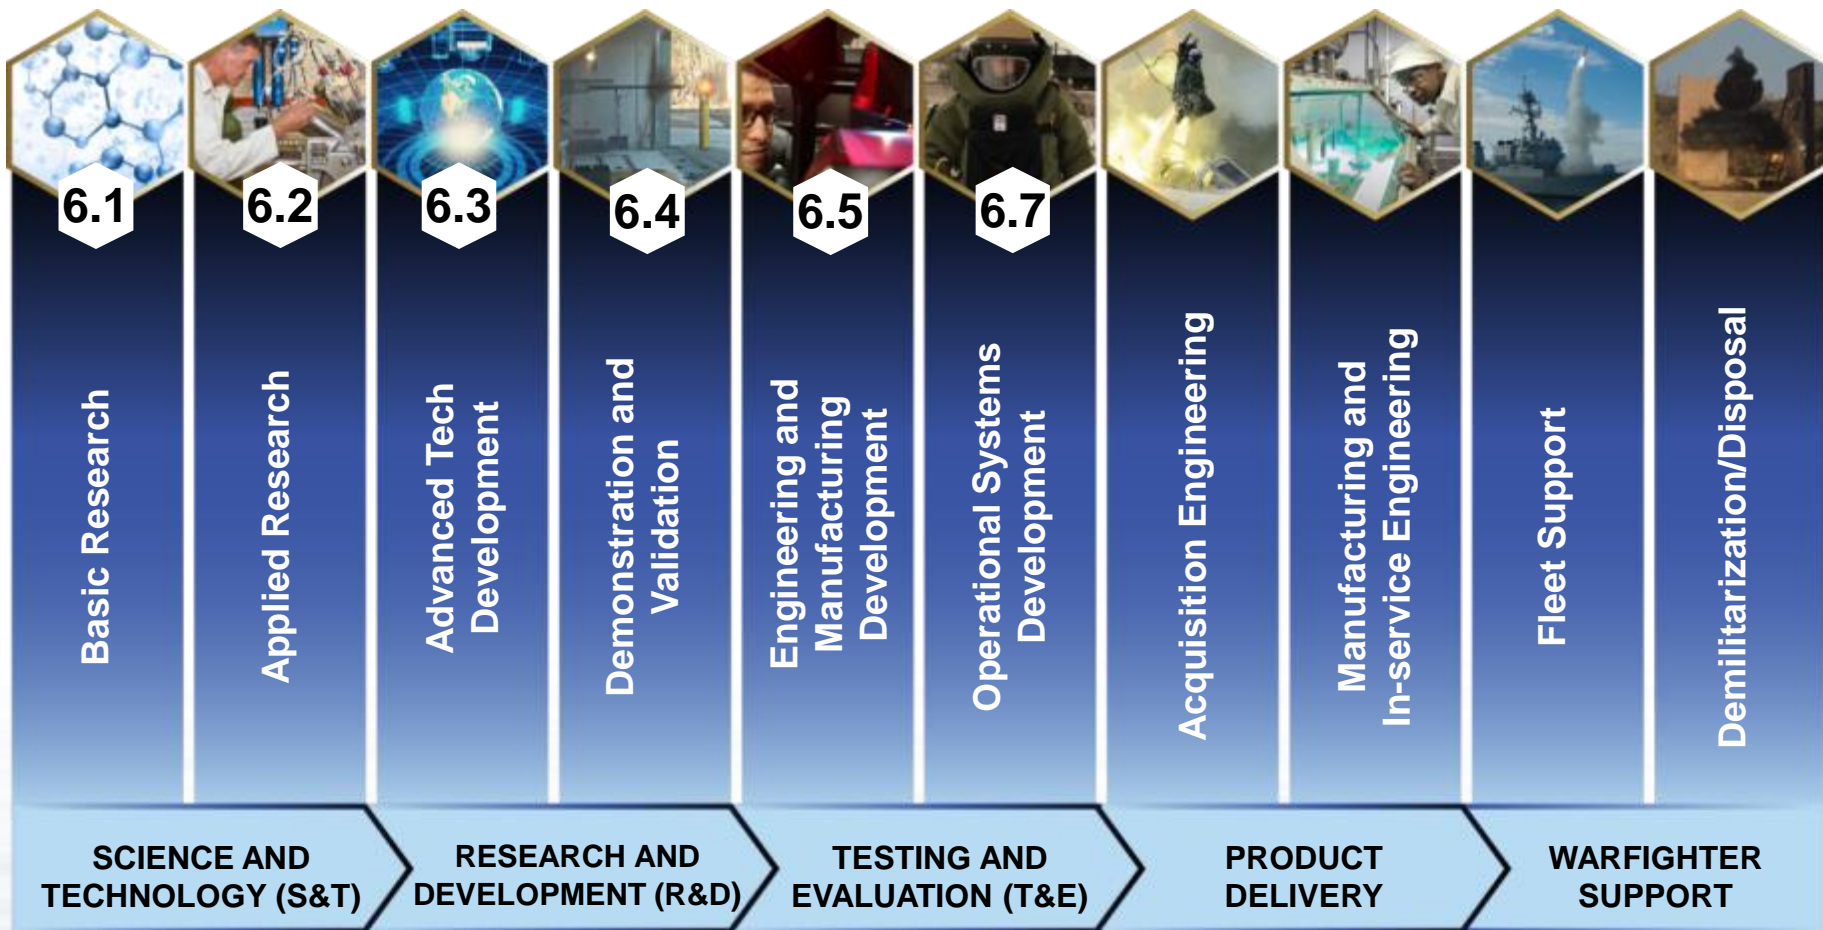 6.1
6.2
6.3
6.4
6.5
6.7
Basic Research
Applied Research
Advanced Tech
Development
Demonstration and
Validation
Engineering and
Manufacturing
Development
Operational Systems
Development
Acquisition Engineering
Manufacturing and
In-service Engineering
Fleet Support
Demilitarization/Disposal
SCIENCE AND
TECHNOLOGY (S&T)
RESEARCH AND
DEVELOPMENT (R&D)
TESTING AND
EVALUATION (T&E)
PRODUCT
DELIVERY
WARFIGHTER
SUPPORT